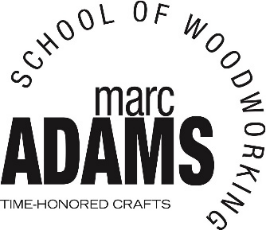 SCHOOL OF WOODWORKING
marc
ADAMS
TIME-HONORED CRAFTS